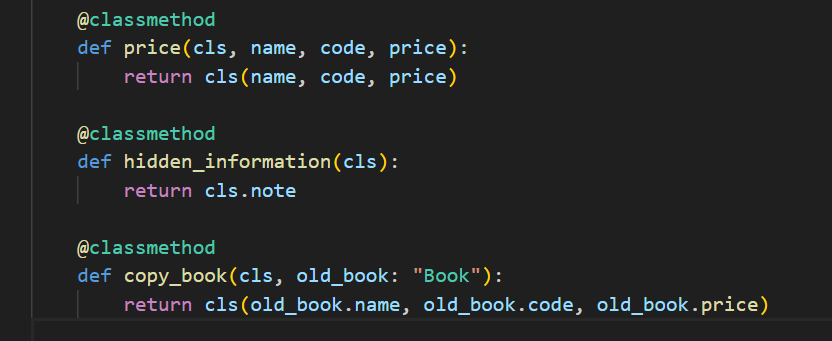 @classmethod
def price(cls, name, code, price):
return cls(name, code, price)
@classmethod
def hidden_information(cls):
return cls.note
@classmethod
def copy_book(cls, old_book: "Book"):
return cls(old_book.name, old_book.code, old_book.price)